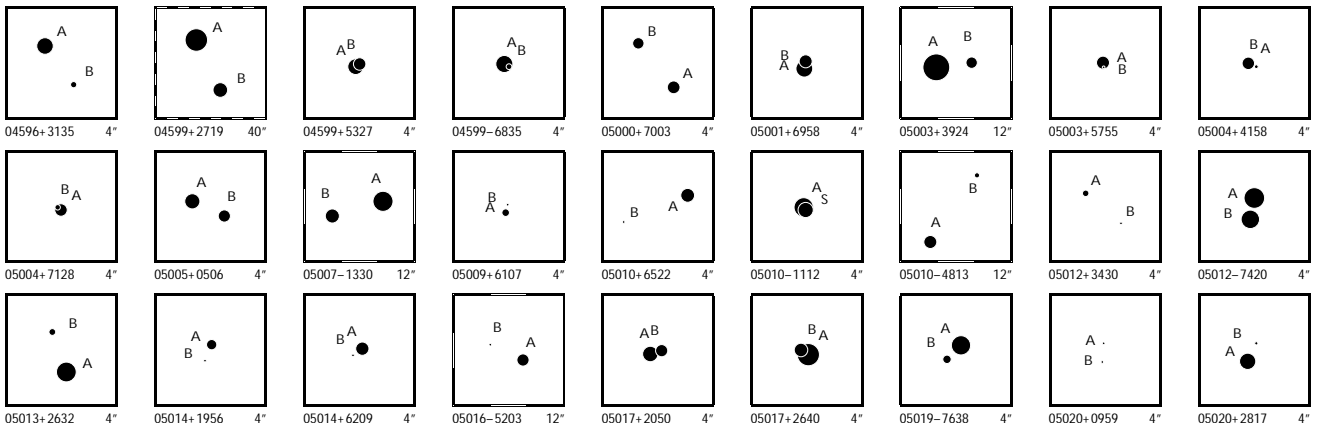 A
B
04596+3135 4″
A
B
04599+2719 40″
A B
04599+5327 4″
A
B
04599−6835 4″
B
A
05000+7003 4″
B
A
05001+6958 4″
A B
05003+3924 12″
A
B
05003+5755 4″
B A
05004+4158 4″
B A
05004+7128 4″
A
B
05005+0506 4″
B A
05007−1330 12″
B
A
05009+6107 4″
B A
05010+6522 4″
A
S
05010−1112 4″
B
A
05010−4813 12″
A
B
05012+3430 4″
A
B
05012−7420 4″
B
A
05013+2632 4″
A
B
05014+1956 4″
B A
05014+6209 4″
B
A
05016−5203 12″
A B
05017+2050 4″
B A
05017+2640 4″
A
B
05019−7638 4″
A
B
05020+0959 4″
B
A
05020+2817 4″